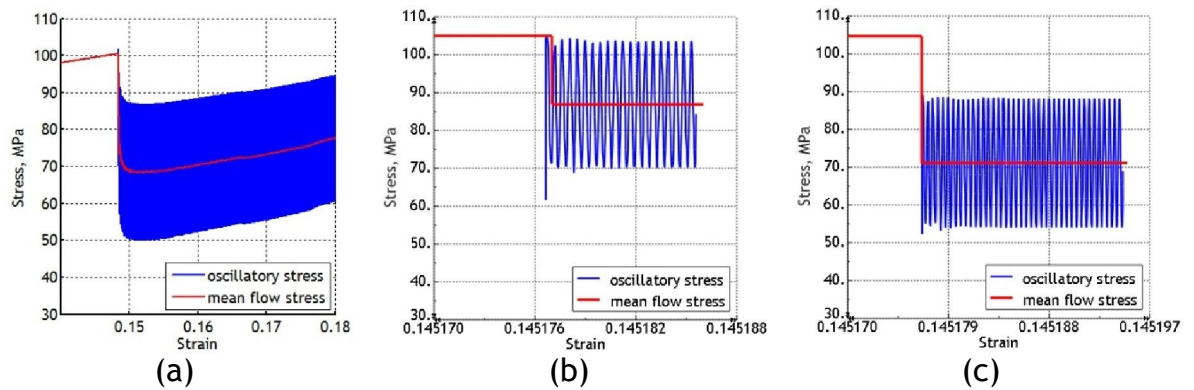 110
100
90
80
70
60
50
40
30
Stress, MPa
0.15 0.16 0.17 0.18
Strain
oscillatory stress
mean flow stress
(a)
110.
100.
90.
80.
70.
60.
50.
40.
30.
Stress, MPa
0.145170 0.145176 0.145182 0.145188
Strain
oscillatory stress
mean flow stress
(b)
110.
100.
90.
80.
70.
60.
50.
40.
30.
Stress, MPa
0.145170 0.145179 0.145188 0.145197
Strain
oscillatory stress
mean flow stress
(c)